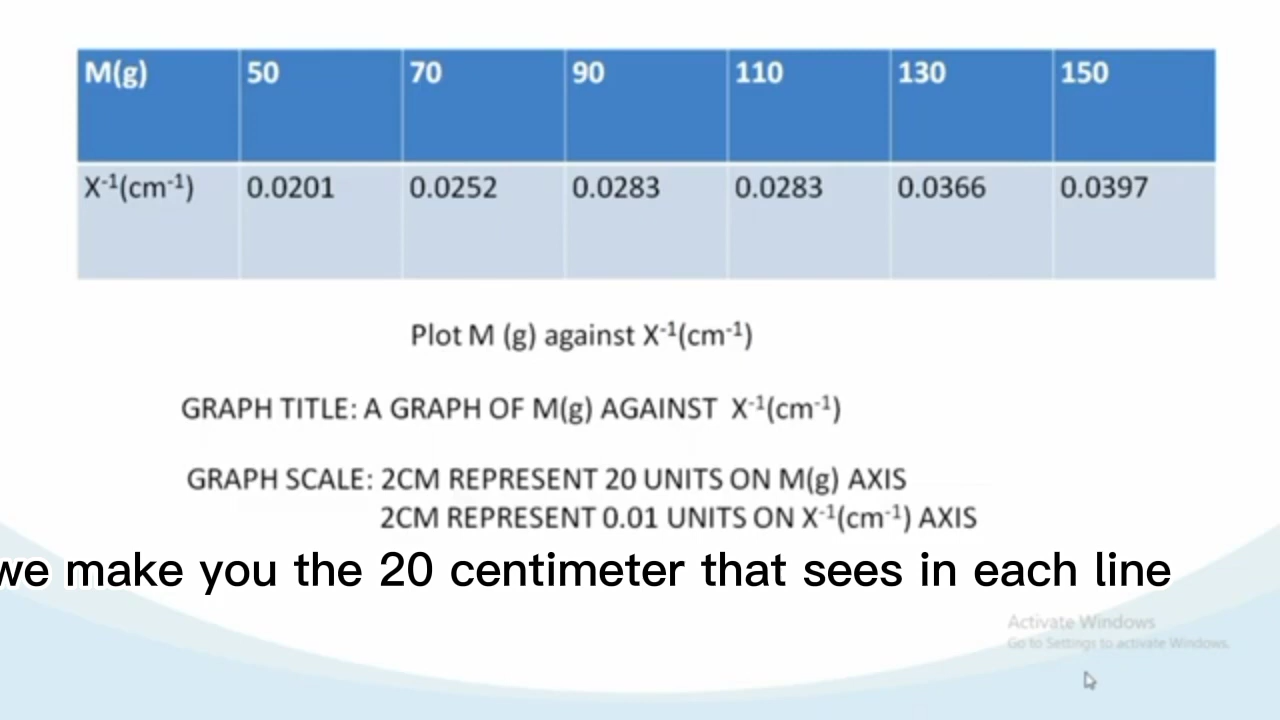 M(g) 50 70 90 110 130 150
X⁻¹(cm⁻¹) 0.0201 0.0252 0.0283 0.0283 0.0366 0.0397
Plot M (g) against X⁻¹(cm⁻¹)
GRAPH TITLE: A GRAPH OF M(g) AGAINST X⁻¹(cm⁻¹)
GRAPH SCALE: 2CM REPRESENT 20 UNITS ON M(g) AXIS
2CM REPRESENT 0.01 UNITS ON X⁻¹(cm⁻¹) AXIS
we make you the 20 centimeter that sees in each line
Activate Windows
Go to Settings to activate Windows.